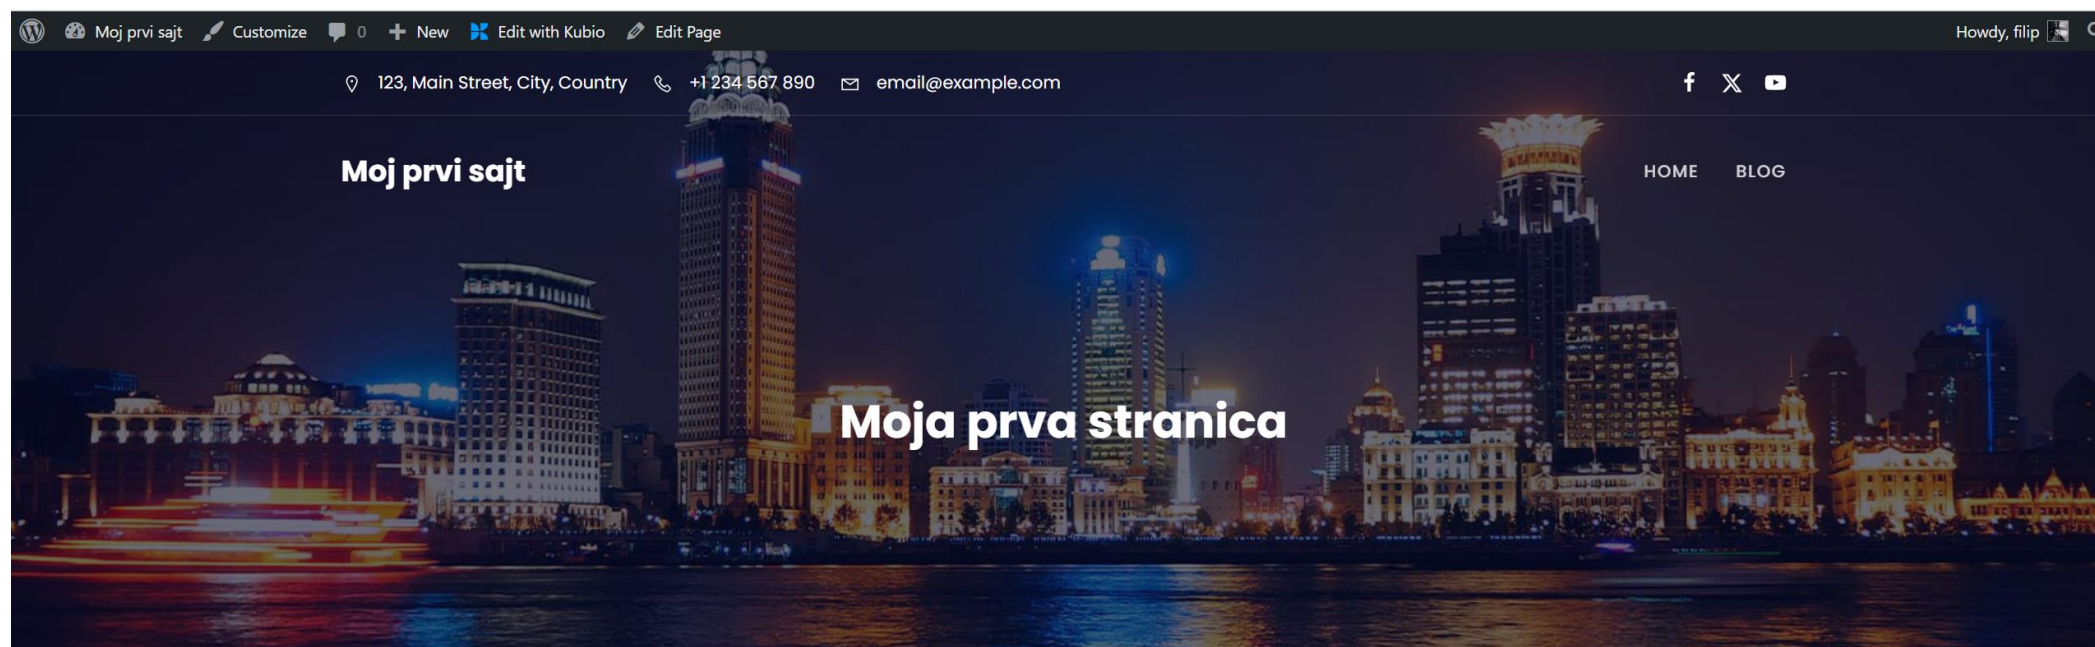 Moj prvi sajt Customize 0 New Edit with Kubio Edit Page Howdy, filip
123, Main Street, City, Country +1 234 567 890 email@example.com
Moj prvi sajt HOME BLOG
Moja prva stranica